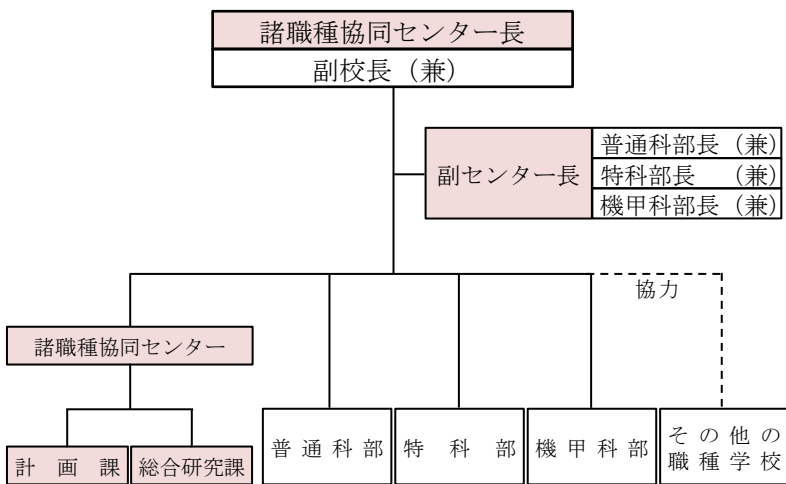 諸職種協同センター長
副校長（兼）
副センター長
普通科部長（兼）
特科部長　（兼）
機甲科部長（兼）
協力
諸職種協同センター
計画課
総合研究課
普通科部
特科部
機甲科部
その他の
職種学校